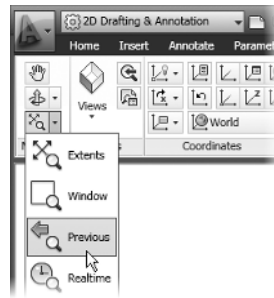 2D Drafting & Annotation
Home Insert Annotate Paramet
Views
World
Coordinates
Extents
Window
Previous
Realtime